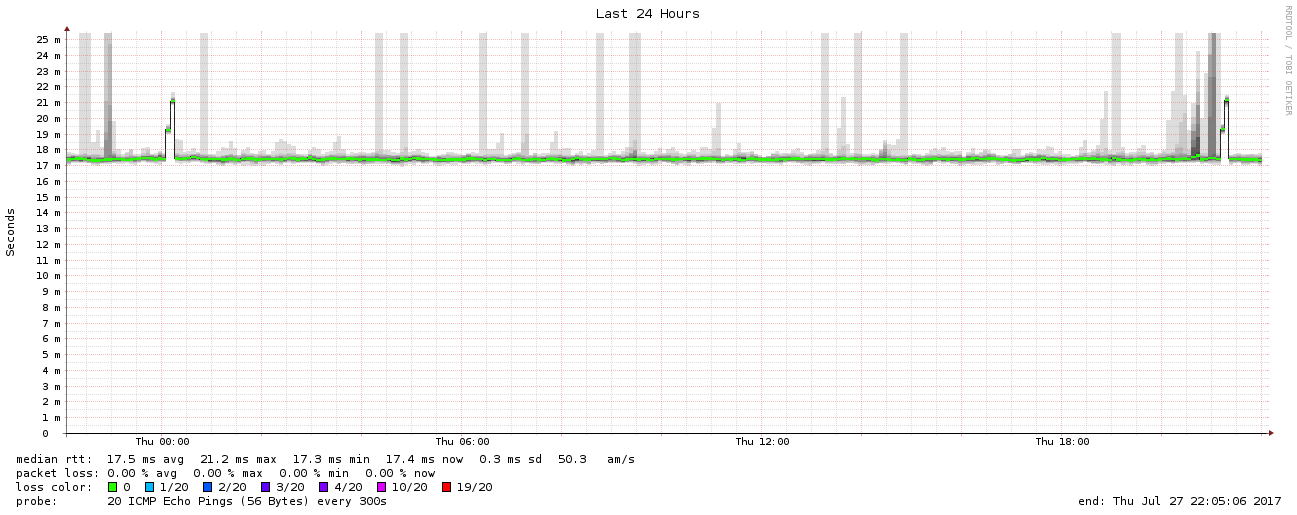 Last 24 Hours
RRDTOOL / TOBI OETIKER
Seconds
25 m
24 m
23 m
22 m
21 m
20 m
19 m
18 m
17 m
16 m
15 m
14 m
13 m
12 m
11 m
10 m
9 m
8 m
7 m
6 m
5 m
4 m
3 m
2 m
1 m
0
Thu 00:00 Thu 06:00 Thu 12:00 Thu 18:00
median rtt: 17.5 ms avg 21.2 ms max 17.3 ms min 17.4 ms now 0.3 ms sd 50.3 am/s
packet loss: 0.00 % avg 0.00 % max 0.00 % min 0.00 % now
loss color: 0 1/20 2/20 3/20 4/20 10/20 19/20
probe: 20 ICMP Echo Pings (56 Bytes) every 300s end: Thu Jul 27 22:05:06 2017